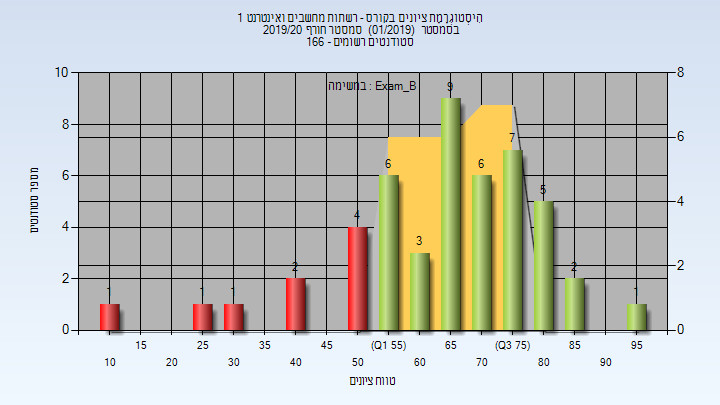 היסטוגרמת ציונים בקורס - רשתות מחשבים ואינטרנט 1
בסמסטר (01/2019) סמסטר חורף 2019/20
סטודנטים רשומים - 166
במשימה : Exam_B
מספר סטודנטים
10 8 6 4 2 0
8 6 4 2 0
1 1 1 2 4 6 3 9 6 7 5 2 1
15 25 35 45 (Q1 55) 65 (Q3 75) 85 95
10 20 30 40 50 60 70 80 90
טווח ציונים